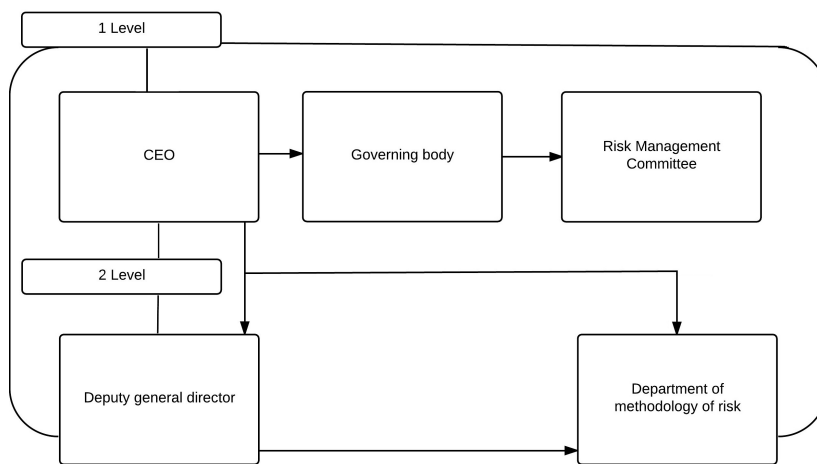 1 Level
CEO
Governing body
Risk Management
Committee
2 Level
Deputy general director
Department of
methodology of risk